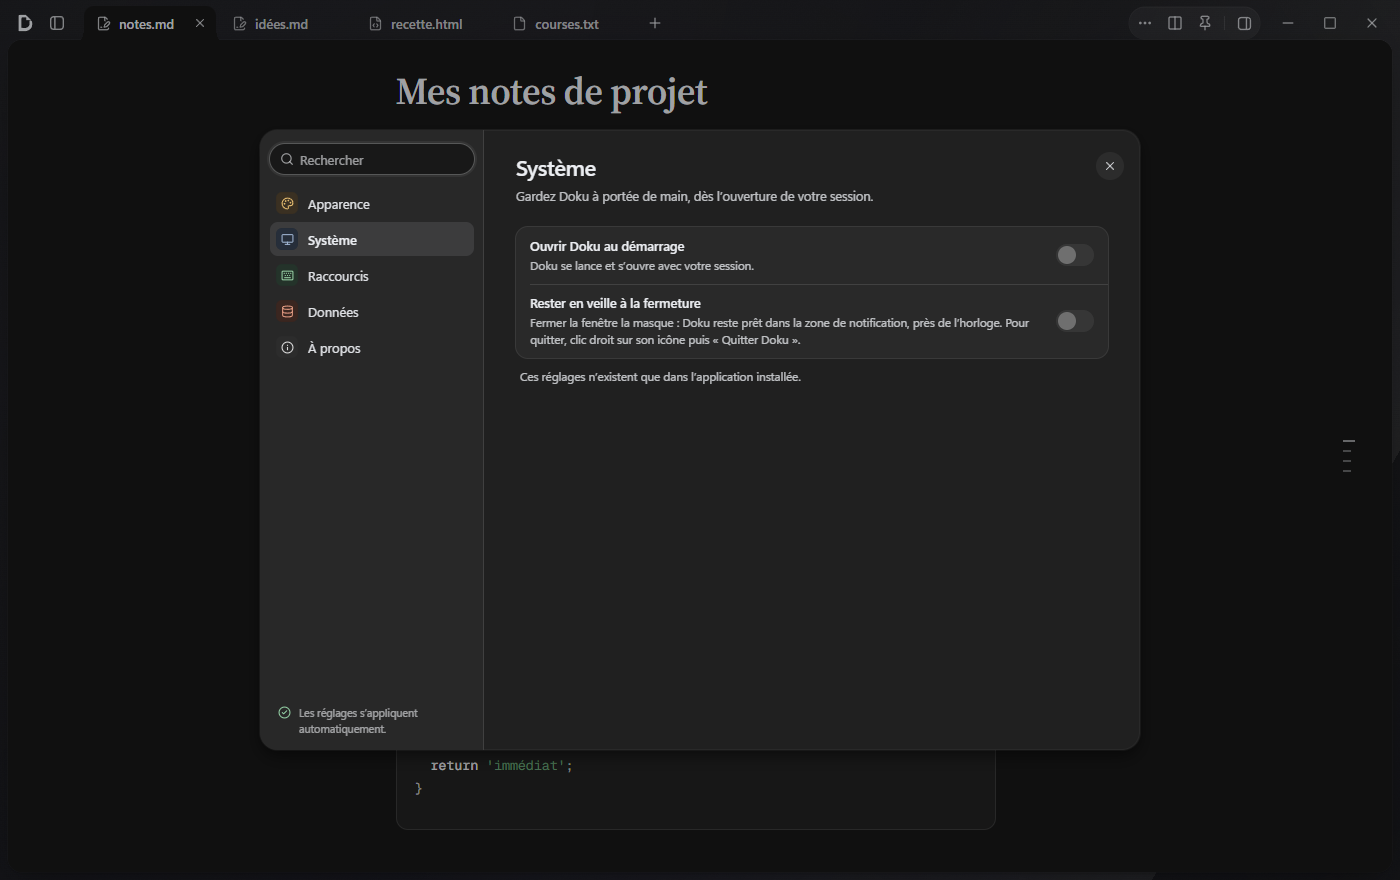 notes.md
idées.md
recette.html
courses.txt
Mes notes de projet
Rechercher
Apparence
Système
Raccourcis
Données
À propos
Les réglages s’appliquent
automatiquement.
Système
Gardez Doku à portée de main, dès l’ouverture de votre session.
Ouvrir Doku au démarrage
Doku se lance et s’ouvre avec votre session.
Rester en veille à la fermeture
Fermer la fenêtre la masque : Doku reste prêt dans la zone de notification, près de l’horloge. Pour
quitter, clic droit sur son icône puis « Quitter Doku ».
Ces réglages n’existent que dans l’application installée.
return 'immédiat';
}